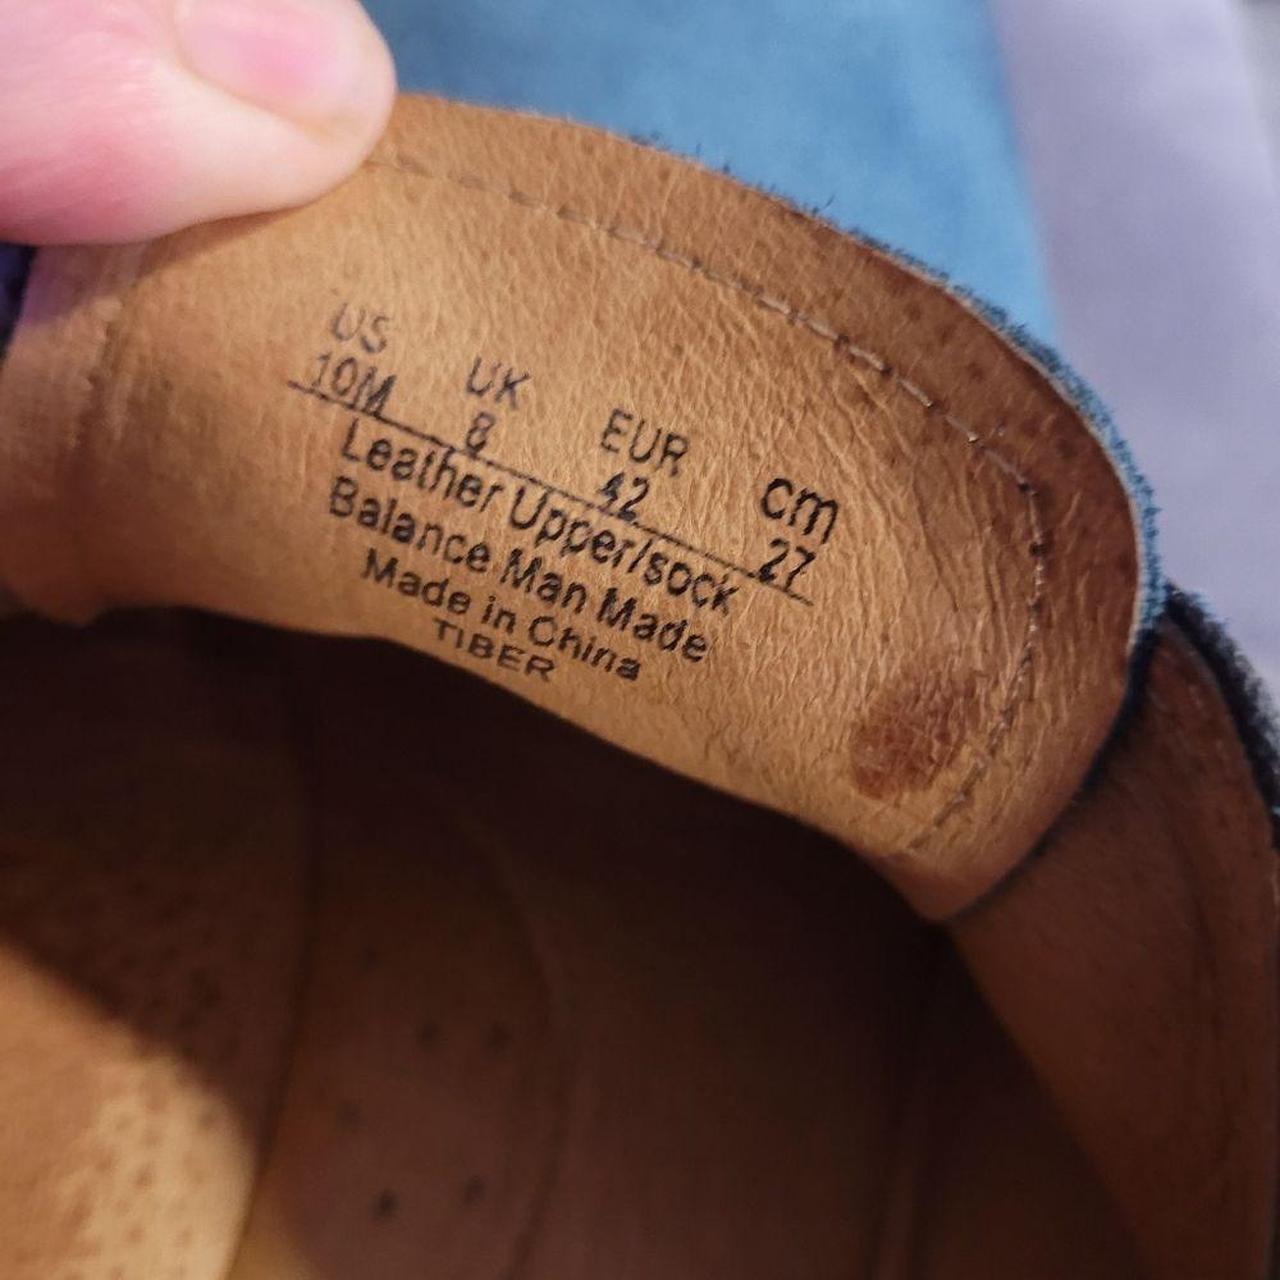 US UK EUR cm
10M 8 42 27
Leather Upper/sock
Balance Man Made
Made in China
TIBER